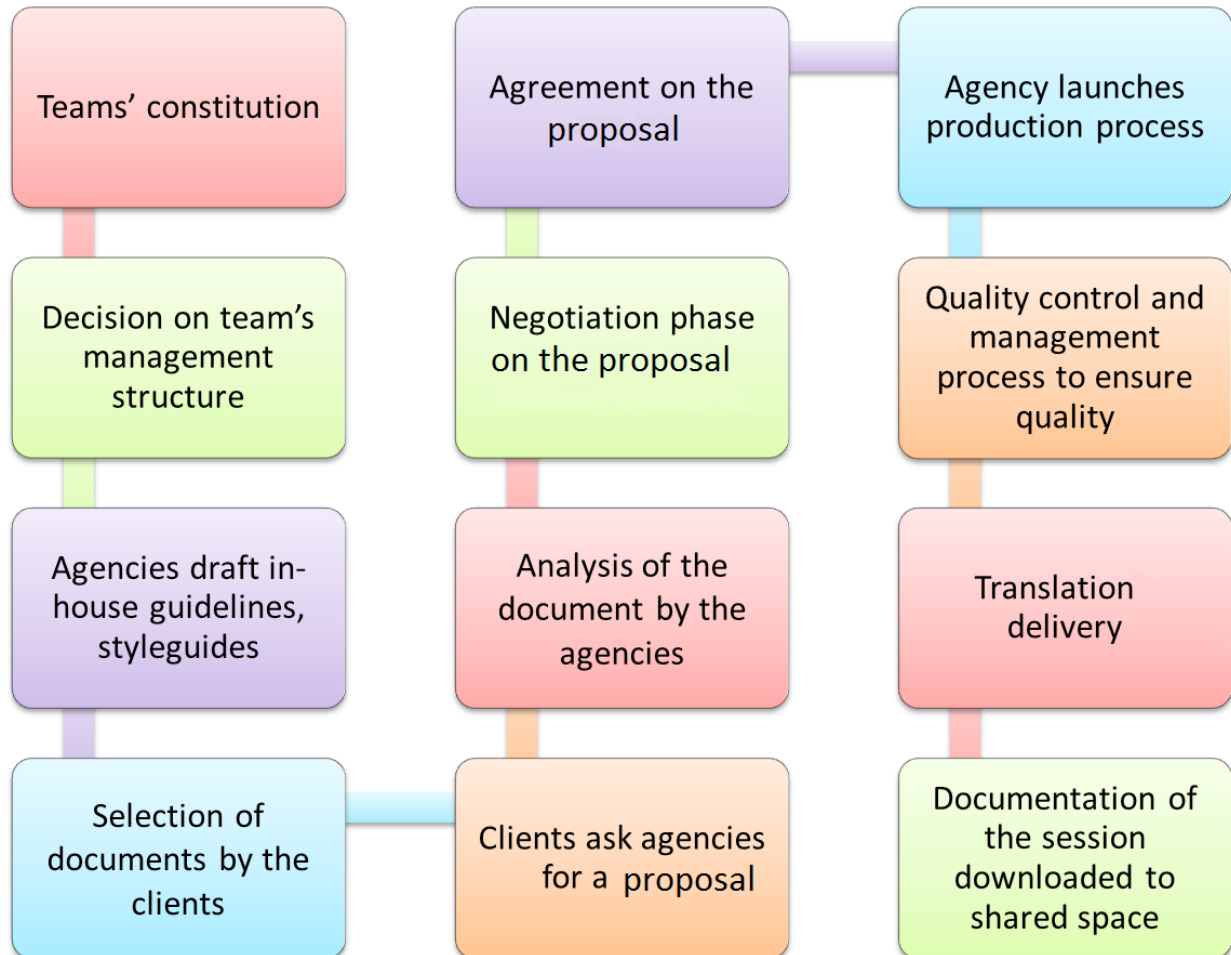 Teams’ constitution
Decision on team’s
management
structure
Agencies draft in-
house guidelines,
styleguides
Selection of
documents by the
clients
Clients ask agencies
for a proposal
Analysis of the
document by the
agencies
Negotiation phase
on the proposal
Agreement on the
proposal
Agency launches
production process
Quality control and
management
process to ensure
quality
Translation
delivery
Documentation of
the session
downloaded to
shared space